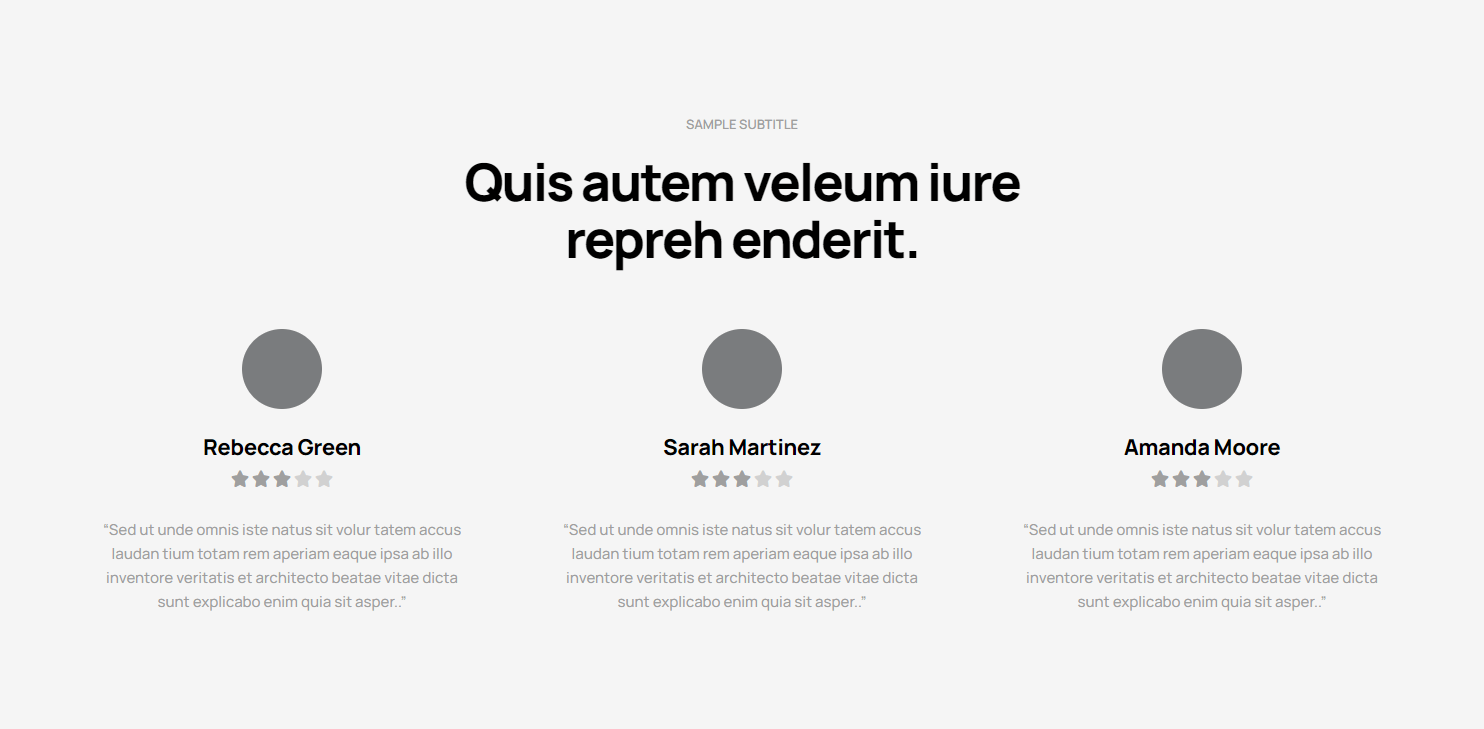 SAMPLE SUBTITLE
Quis autem veleum iure
repreh enderit.
Rebecca Green
“Sed ut unde omnis iste natus sit volur tatem accus
laudan tium totam rem aperiam eaque ipsa ab illo
inventore veritatis et architecto beatae vitae dicta
sunt explicabo enim quia sit asper..”
Sarah Martinez
“Sed ut unde omnis iste natus sit volur tatem accus
laudan tium totam rem aperiam eaque ipsa ab illo
inventore veritatis et architecto beatae vitae dicta
sunt explicabo enim quia sit asper..”
Amanda Moore
“Sed ut unde omnis iste natus sit volur tatem accus
laudan tium totam rem aperiam eaque ipsa ab illo
inventore veritatis et architecto beatae vitae dicta
sunt explicabo enim quia sit asper..”